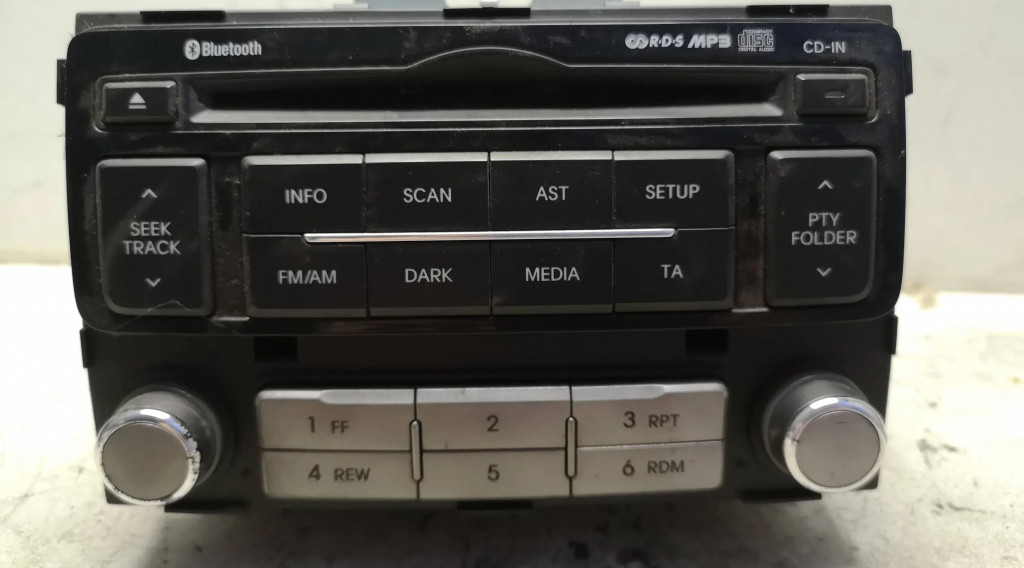 Bluetooth
R·D·S MP3 COMPACT disc DIGITAL AUDIO
CD-IN
INFO SCAN AST SETUP
SEEK
TRACK
PTY
FOLDER
FM/AM DARK MEDIA TA
1 FF 2 3 RPT
4 REW 5 6 RDM